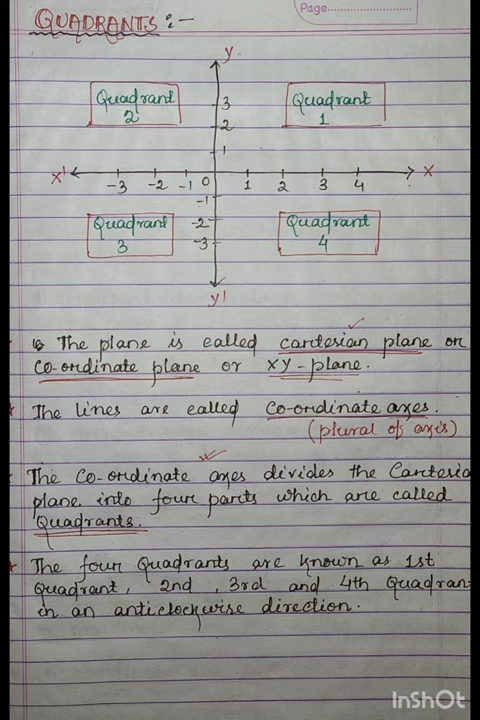 Page
QUADRANTS :-
Y
Quadrant
2
Quadrant
1
3
2
1
X' -3 -2 -1 0 1 2 3 4 X
-1
-2
-3
Quadrant
3
Quadrant
4
Y'
The plane is called cartesian plane or
Co-ordinate plane or XY-plane.
The lines are called Co-ordinate axes.
(plural of axis)
The Co-ordinate axes divides the Cartesia
plane into four parts which are called
Quadrants.
The four Quadrants are known as 1st
Quadrant, 2nd, 3rd and 4th Quadran
in an anticlockwise direction.
InShOt